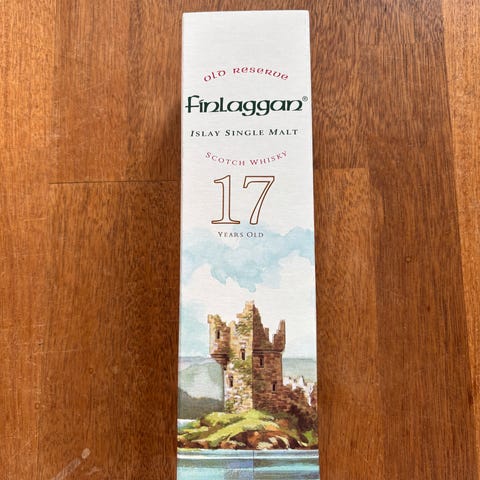 Old Reserve
Finlaggan®
Islay Single Malt
Scotch Whisky
17
Years Old